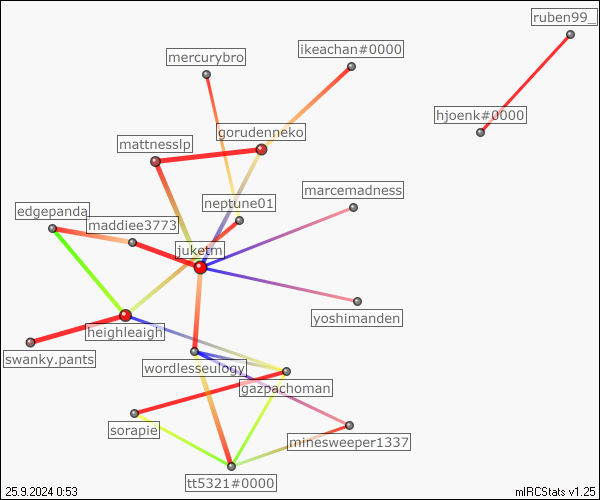 ruben99_
ikeachan#0000
mercurybro
hjoenk#0000
gorudenneko
mattnesslp
marcemadness
neptune01
edgepanda
maddiee3773
juketm
yoshimanden
heighleaigh
swanky.pants
wordlesseulogy
gazpachoman
sorapie
minesweeper1337
tt5321#0000
25.9.2024 0:53
mIRCStats v1.25